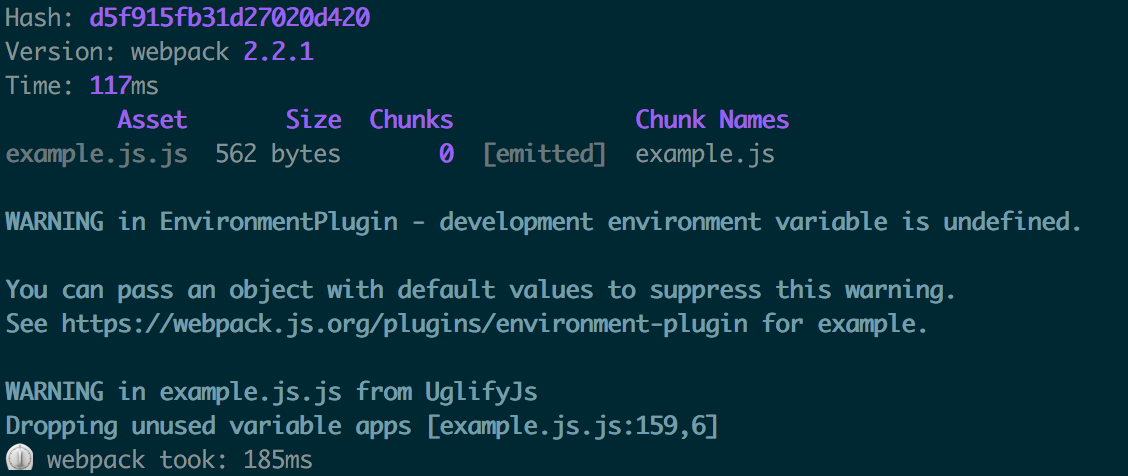 Hash: d5f915fb31d27020d420
Version: webpack 2.2.1
Time: 117ms
Asset Size Chunks Chunk Names
example.js.js 562 bytes 0 [emitted] example.js
WARNING in EnvironmentPlugin - development environment variable is undefined.
You can pass an object with default values to suppress this warning.
See https://webpack.js.org/plugins/environment-plugin for example.
WARNING in example.js.js from UglifyJs
Dropping unused variable apps [example.js.js:159,6]
webpack took: 185ms